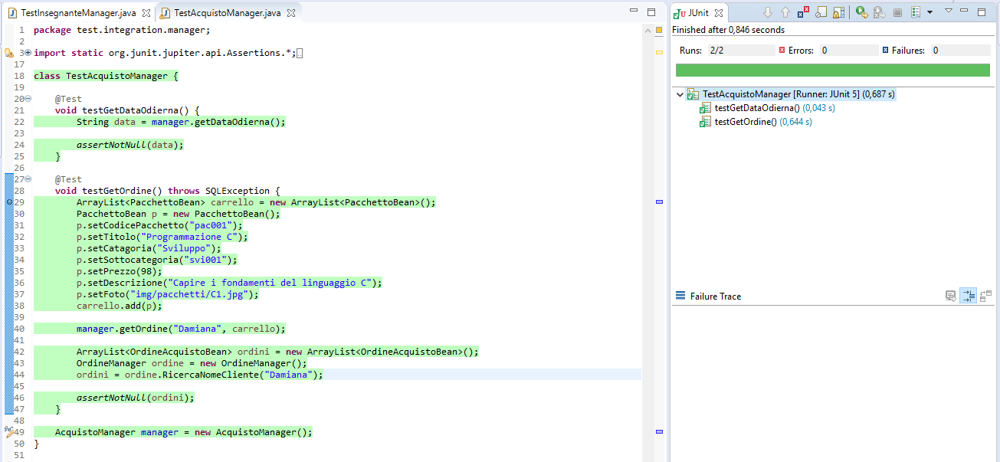 TestInsegnanteManager.java
TestAcquistoManager.java
1 package test.integration.manager;
2
3 import static org.junit.jupiter.api.Assertions.*;
17
18 class TestAcquistoManager {
19
20 @Test
21 void testGetDataOdierna() {
22 String data = manager.getDataOdierna();
23
24 assertNotNull(data);
25 }
26
27 @Test
28 void testGetOrdine() throws SQLException {
29 ArrayList<PacchettoBean> carrello = new ArrayList<PacchettoBean>();
30 PacchettoBean p = new PacchettoBean();
31 p.setCodicePacchetto("pac001");
32 p.setTitolo("Programmazione C");
33 p.setCatagoria("Sviluppo");
34 p.setSottocategoria("svi001");
35 p.setPrezzo(98);
36 p.setDescrizione("Capire i fondamenti del linguaggio C");
37 p.setFoto("img/pacchetti/C1.jpg");
38 carrello.add(p);
39
40 manager.getOrdine("Damiana", carrello);
41
42 ArrayList<OrdineAcquistoBean> ordini = new ArrayList<OrdineAcquistoBean>();
43 OrdineManager ordine = new OrdineManager();
44 ordini = ordine.RicercaNomeCliente("Damiana");
45
46 assertNotNull(ordini);
47 }
48
49 AcquistoManager manager = new AcquistoManager();
50 }
51
JUnit
Finished after 0,846 seconds
Runs: 2/2 Errors: 0 Failures: 0
TestAcquistoManager [Runner: JUnit 5] (0,687 s)
testGetDataOdierna() (0,043 s)
testGetOrdine() (0,644 s)
Failure Trace